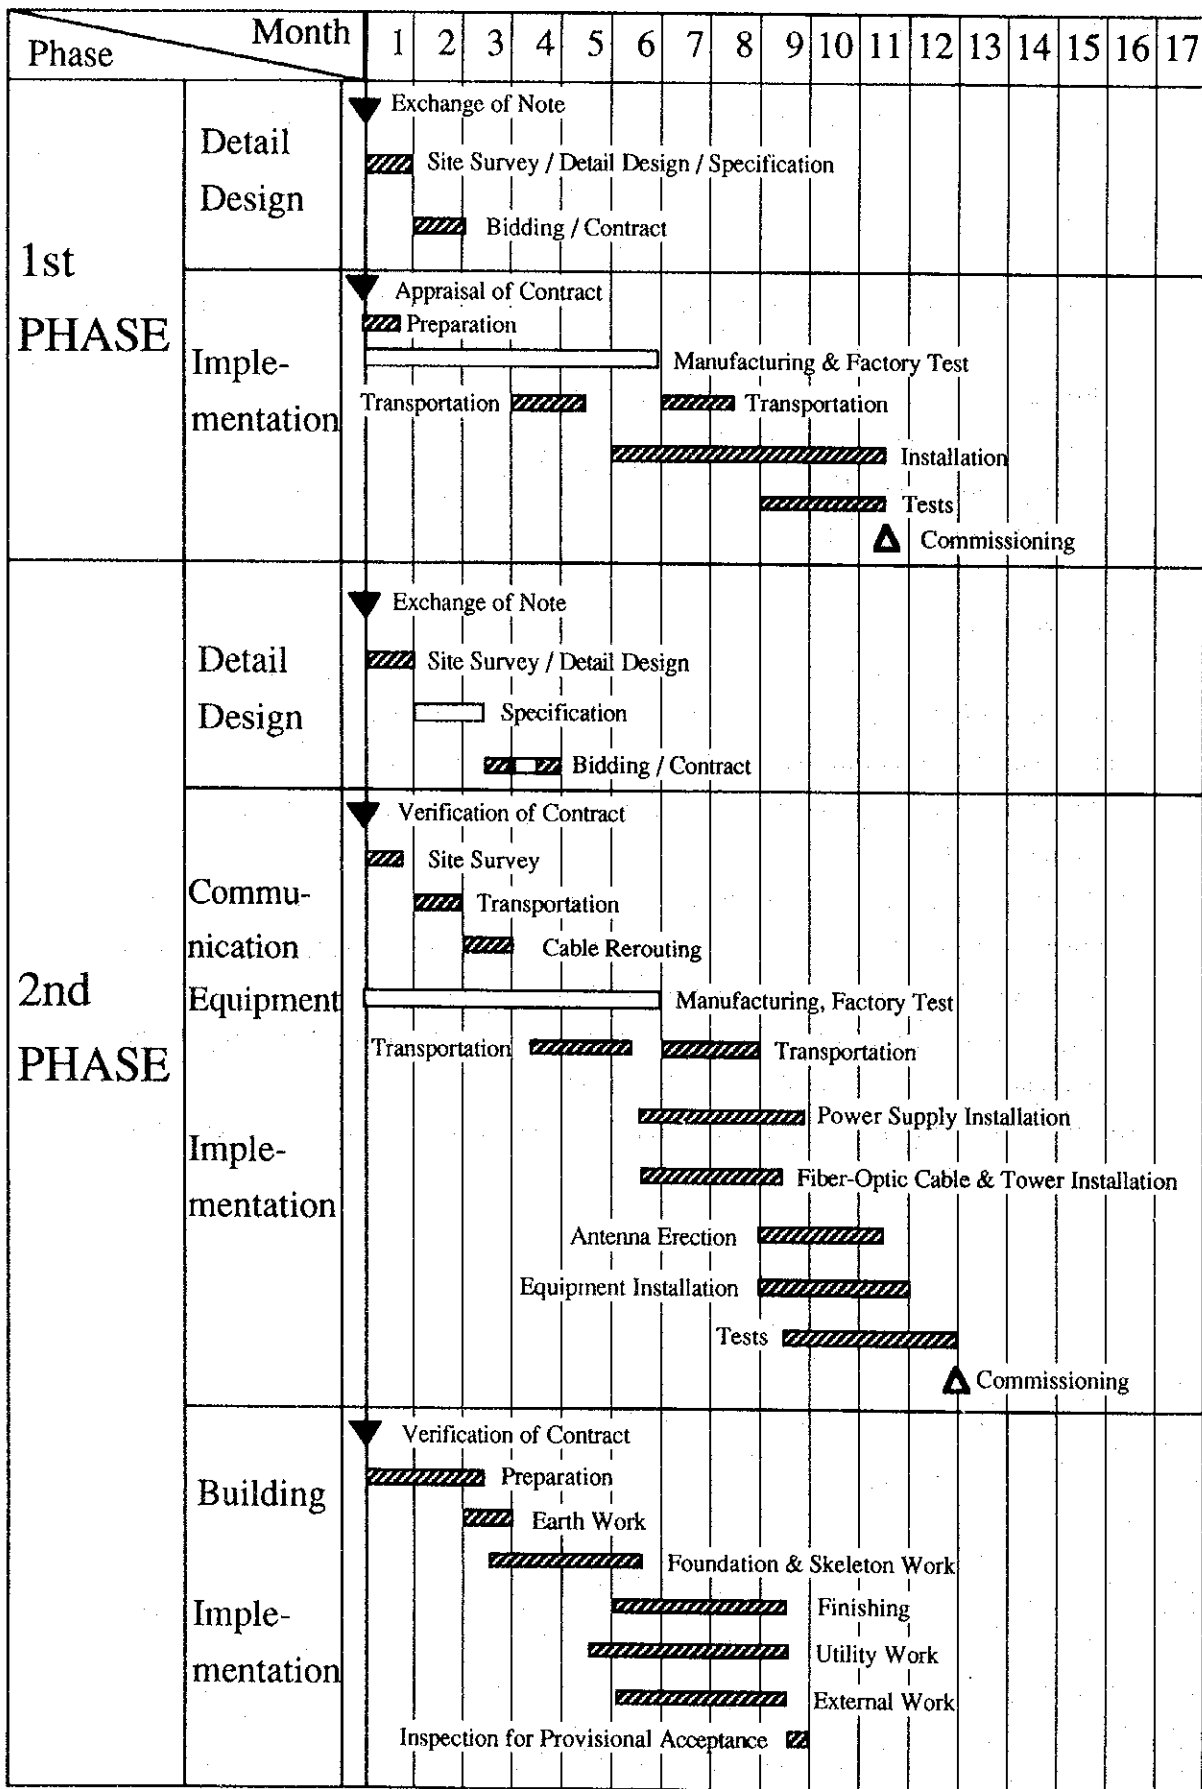 Month
Phase
1 2 3 4 5 6 7 8 9 10 11 12 13 14 15 16 17
1st
PHASE
Detail
Design
Exchange of Note
Site Survey / Detail Design / Specification
Bidding / Contract
Imple-
mentation
Appraisal of Contract
Preparation
Manufacturing & Factory Test
Transportation Transportation
Installation
Tests
Commissioning
2nd
PHASE
Detail
Design
Exchange of Note
Site Survey / Detail Design
Specification
Bidding / Contract
Commu-
nication
Equipment
Imple-
mentation
Verification of Contract
Site Survey
Transportation
Cable Rerouting
Manufacturing, Factory Test
Transportation Transportation
Power Supply Installation
Fiber-Optic Cable & Tower Installation
Antenna Erection
Equipment Installation
Tests
Commissioning
Building
Imple-
mentation
Verification of Contract
Preparation
Earth Work
Foundation & Skeleton Work
Finishing
Utility Work
External Work
Inspection for Provisional Acceptance